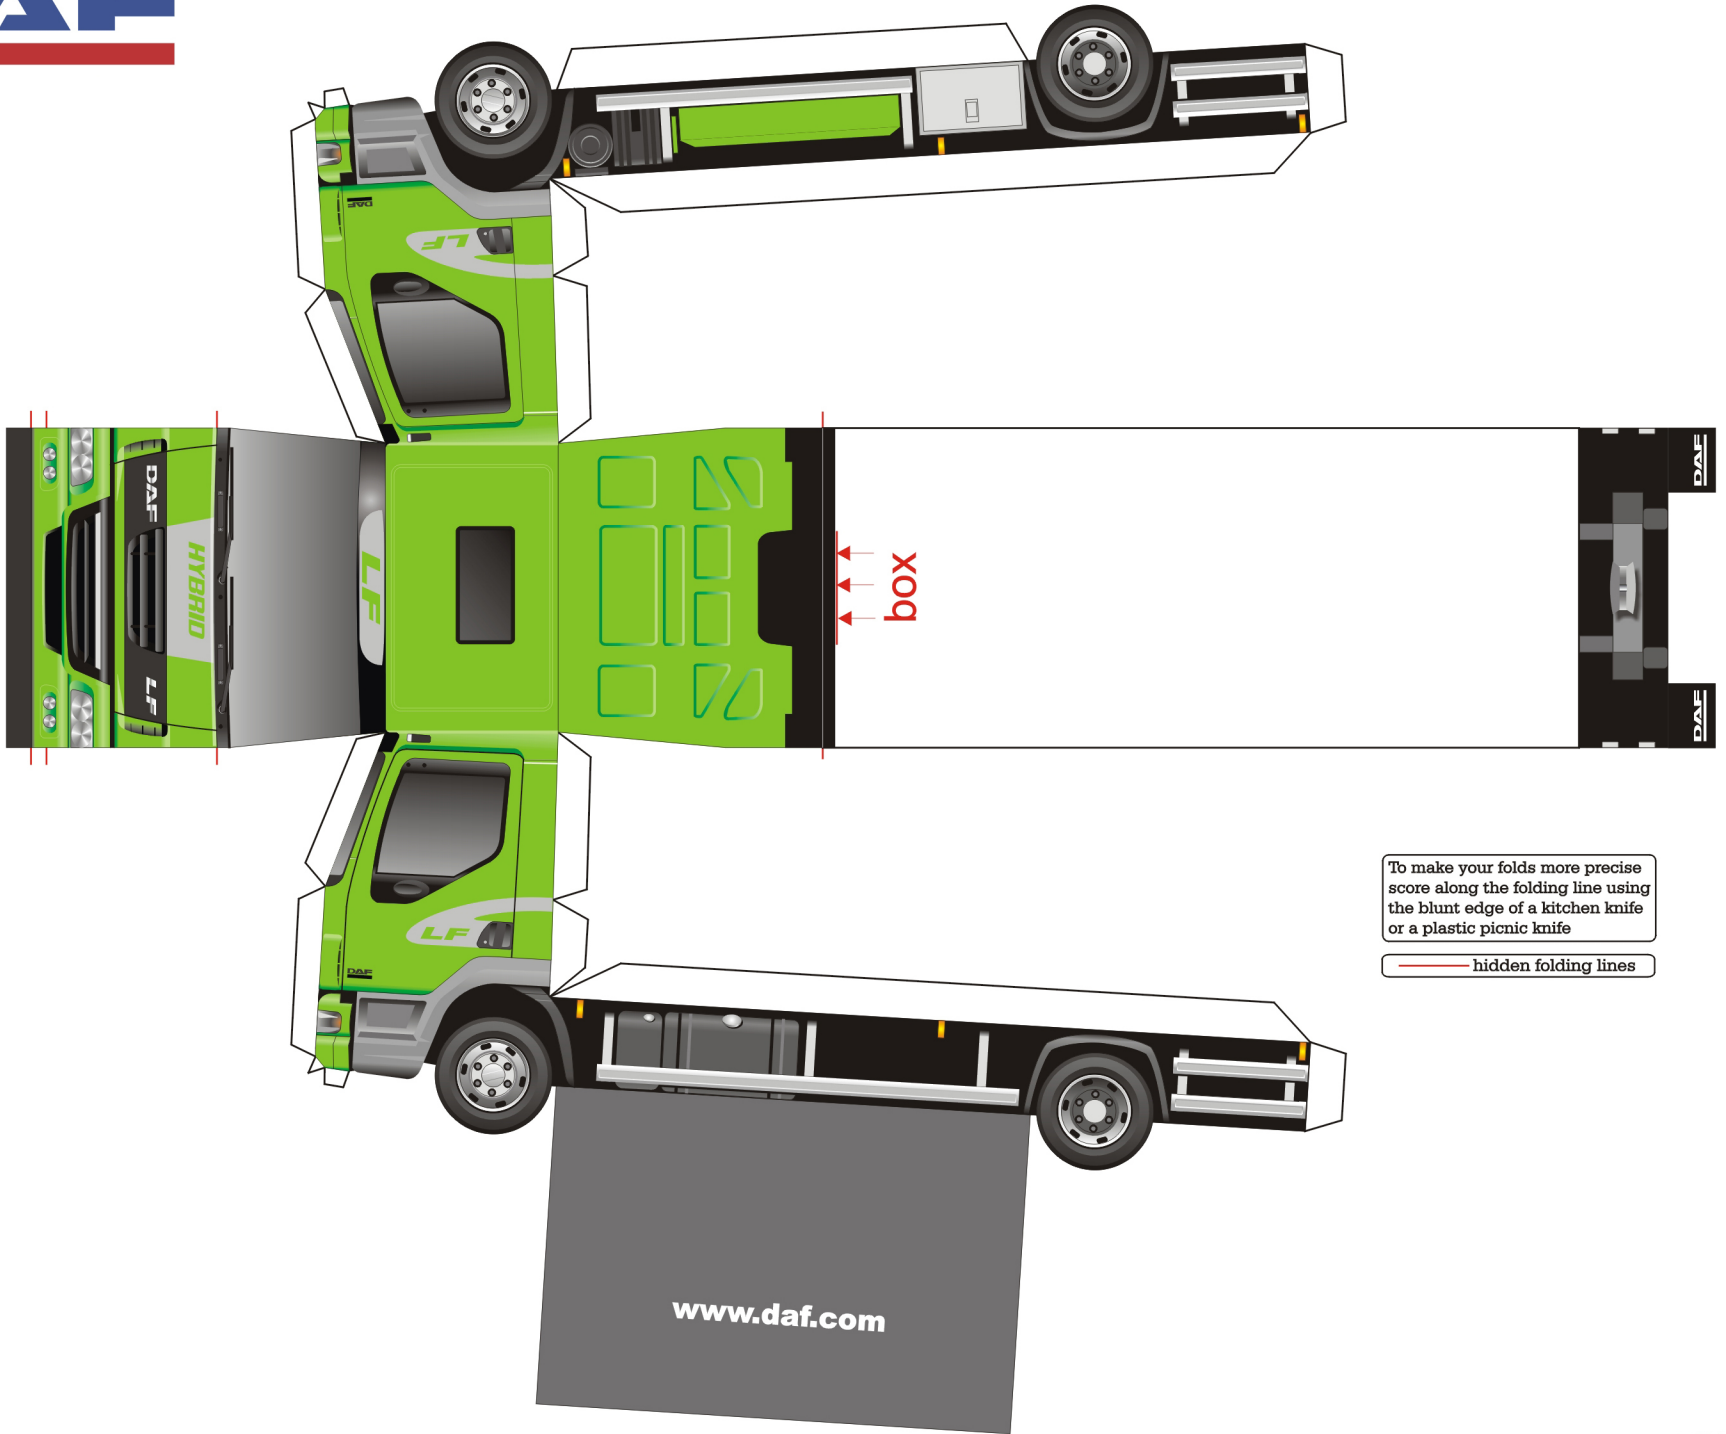 AF
DAF
LF
DAF
HYBRID
LF
LF
box
DAF
DAF
LF
DAF
To make your folds more precise
score along the folding line using
the blunt edge of a kitchen knife
or a plastic picnic knife
hidden folding lines
www.daf.com